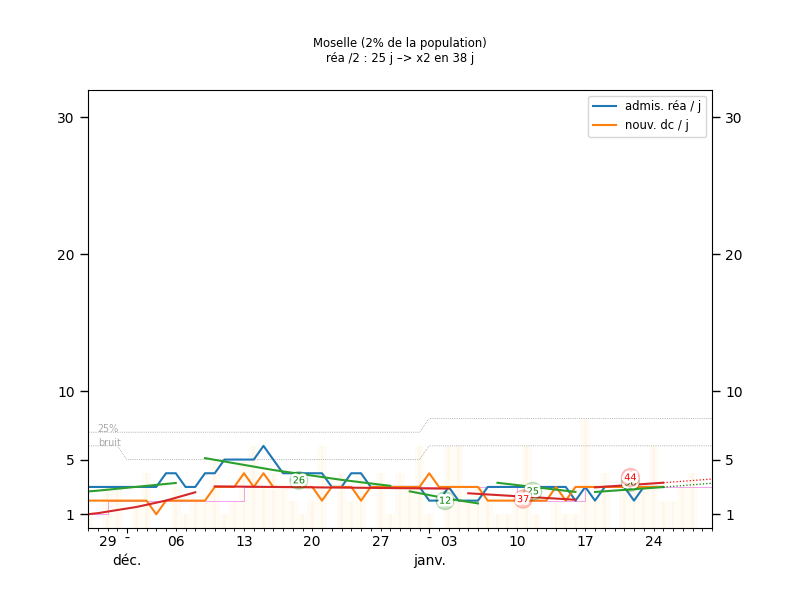 Moselle (2% de la population)
réa /2 : 25 j –> x2 en 38 j
admis. réa / j
nouv. dc / j
30 30
20 20
10 10
25%
bruit
5 5
26
12
25
37
44
1 1
29 - 06 13 20 27 - 03 10 17 24
déc. janv.